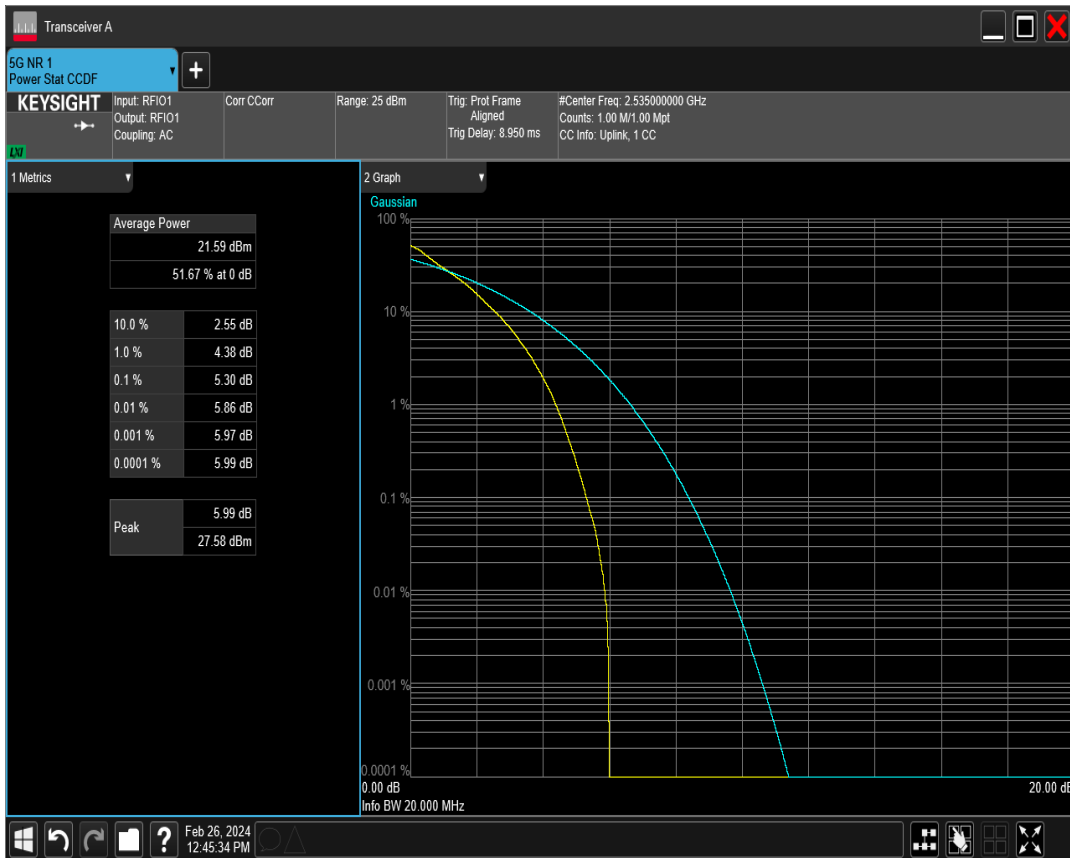 Transceiver A
5G NR 1
Power Stat CCDF
KEYSIGHT
LXI
Input: RFIO1
Output: RFIO1
Coupling: AC
Corr CCorr
Range: 25 dBm
Trig: Prot Frame
Aligned
Trig Delay: 8.950 ms
#Center Freq: 2.535000000 GHz
Counts: 1.00 M/1.00 Mpt
CC Info: Uplink, 1 CC
1 Metrics
Average Power
21.59 dBm
51.67 % at 0 dB
10.0 % 2.55 dB
1.0 % 4.38 dB
0.1 % 5.30 dB
0.01 % 5.86 dB
0.001 % 5.97 dB
0.0001 % 5.99 dB
Peak
5.99 dB
27.58 dBm
2 Graph
Gaussian
100 %
10 %
1 %
0.1 %
0.01 %
0.001 %
0.0001 %
0.00 dB 20.00 dB
Info BW 20.000 MHz
?
Feb 26, 2024
12:45:34 PM